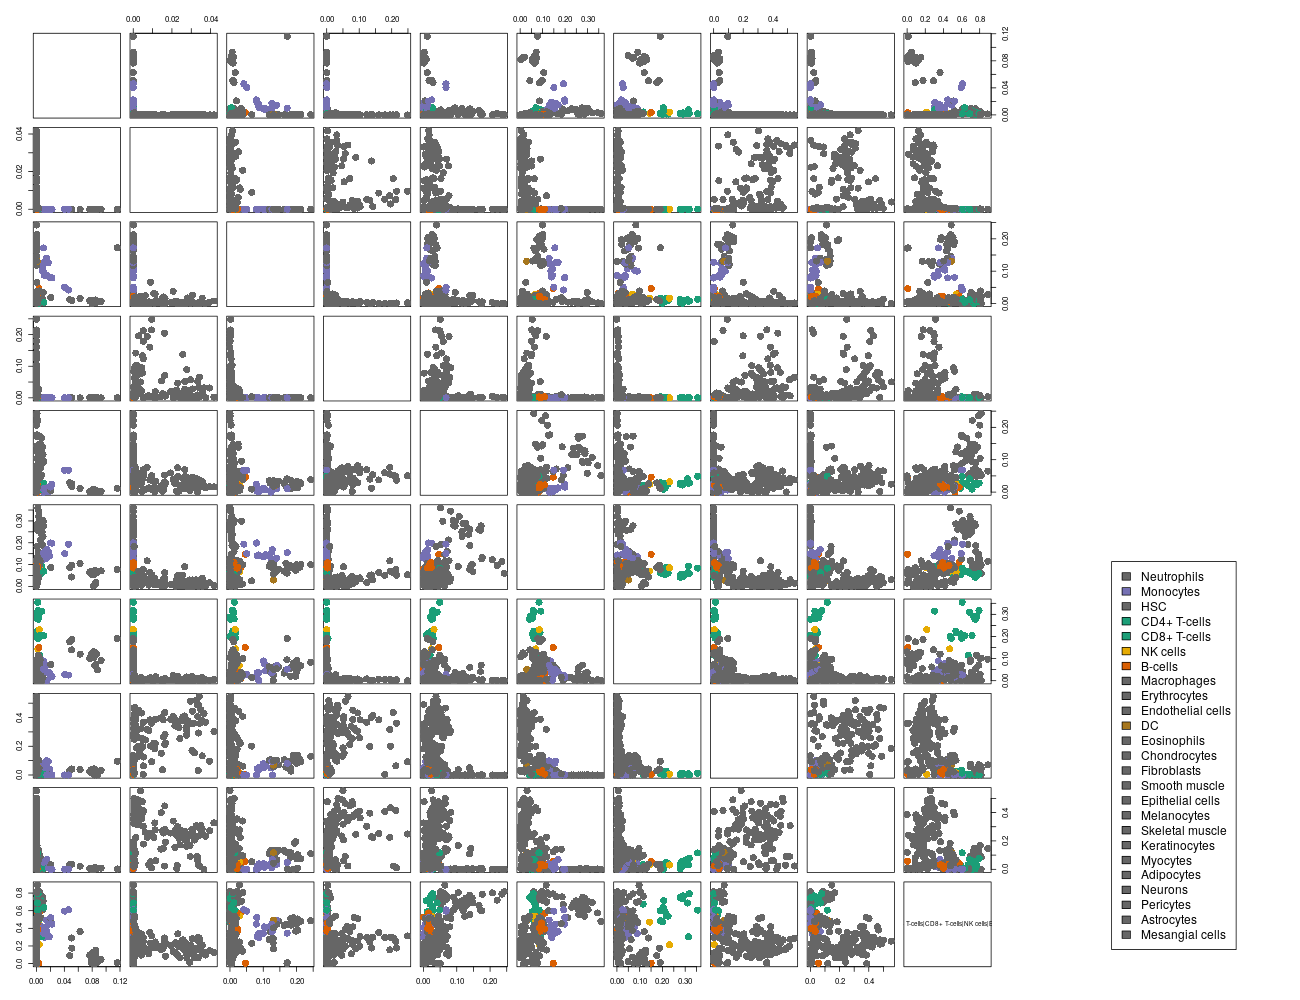 0.00 0.02 0.04 0.00 0.10 0.20 0.00 0.10 0.20 0.30 0.0 0.2 0.4 0.0 0.2 0.4 0.6 0.8
0.00 0.04 0.08 0.12
0.00 0.02 0.04
0.00 0.10 0.20
0.00 0.10 0.20
0.00 0.10 0.20
0.00 0.10 0.20 0.30
0.00 0.10 0.20 0.30
0.0 0.2 0.4
0.0 0.2 0.4
0.0 0.2 0.4 0.6 0.8
T-cells|CD8+ T-cells|NK cells|E
0.00 0.04 0.08 0.12 0.00 0.10 0.20 0.00 0.10 0.20 0.00 0.10 0.20 0.30 0.0 0.2 0.4
Neutrophils
Monocytes
HSC
CD4+ T-cells
CD8+ T-cells
NK cells
B-cells
Macrophages
Erythrocytes
Endothelial cells
DC
Eosinophils
Chondrocytes
Fibroblasts
Smooth muscle
Epithelial cells
Melanocytes
Skeletal muscle
Keratinocytes
Myocytes
Adipocytes
Neurons
Pericytes
Astrocytes
Mesangial cells